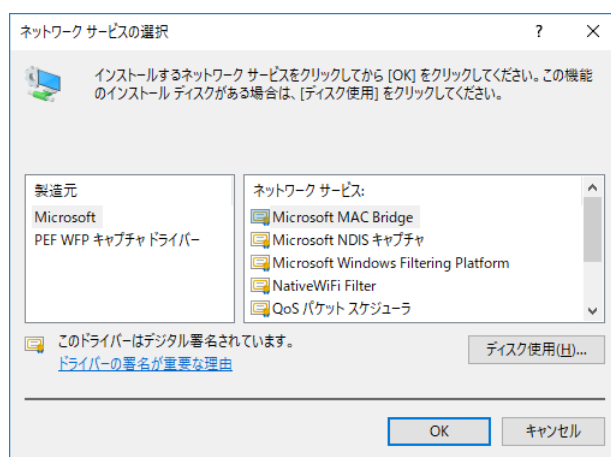 ネットワーク サービスの選択
?
インストールするネットワーク サービスをクリックしてから [OK] をクリックしてください。この機能
のインストール ディスクがある場合は、[ディスク使用] をクリックしてください。
製造元
Microsoft
PEF WFP キャプチャ ドライバー
ネットワーク サービス:
Microsoft MAC Bridge
Microsoft NDIS キャプチャ
Microsoft Windows Filtering Platform
NativeWiFi Filter
QoS パケット スケジューラ
このドライバーはデジタル署名されています。
ドライバーの署名が重要な理由
ディスク使用(H)...
OK
キャンセル